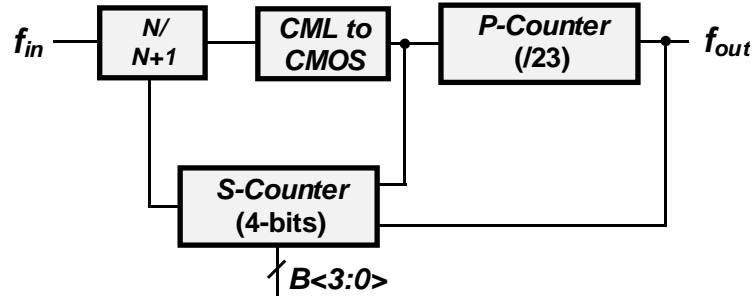 f_in
N/
N+1
CML to
CMOS
P-Counter
(/23)
f_out
S-Counter
(4-bits)
B<3:0>